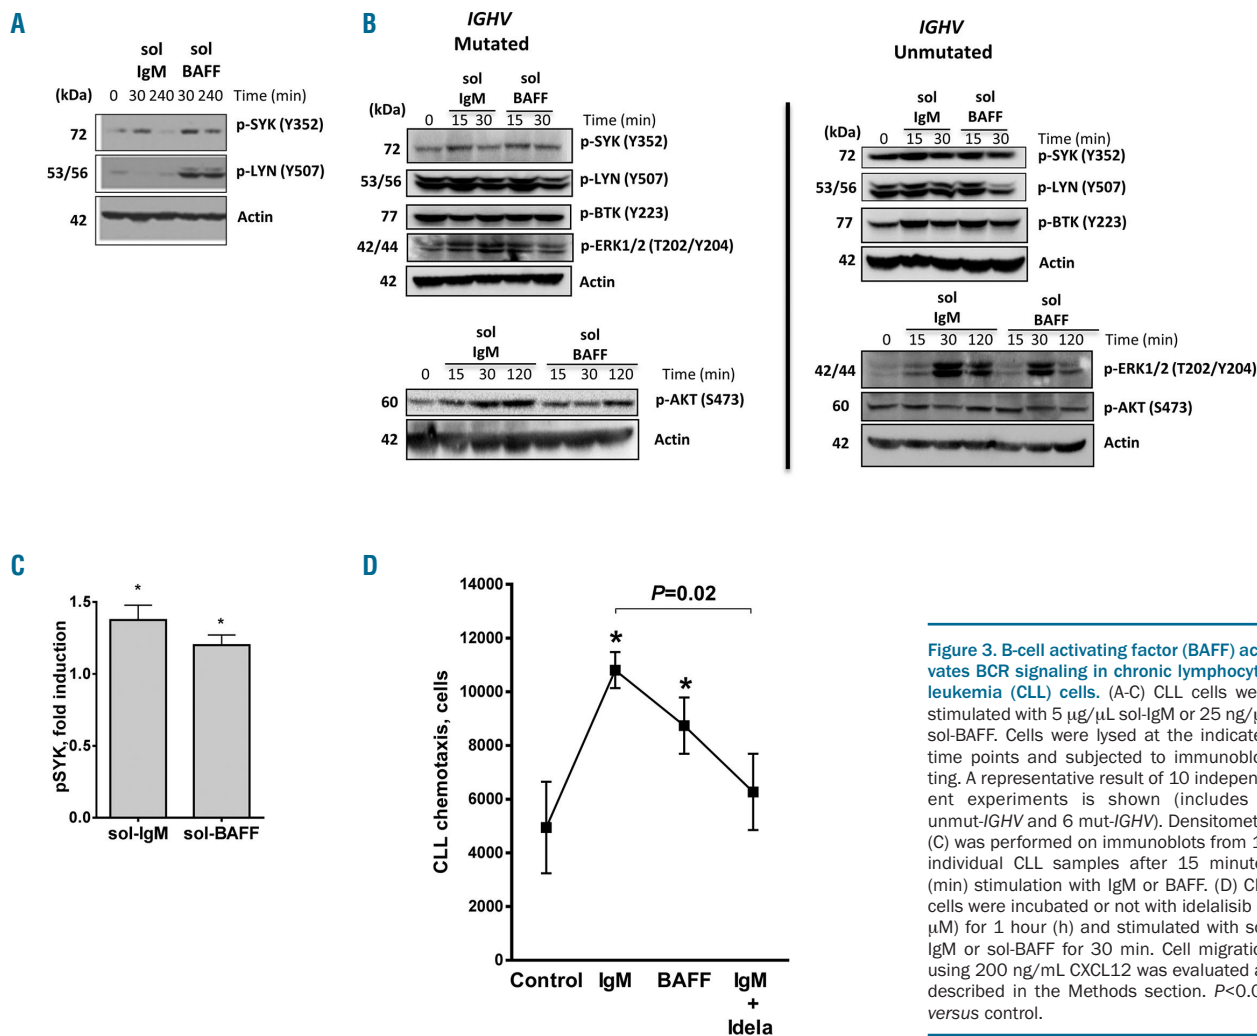 A
sol sol
IgM BAFF
(kDa) 0 30 240 30 240 Time (min)
72 p-SYK (Y352)
53/56 p-LYN (Y507)
42 Actin
B
IGHV
Mutated
sol sol
IgM BAFF
(kDa) 0 15 30 15 30 Time (min)
72 p-SYK (Y352)
53/56 p-LYN (Y507)
77 p-BTK (Y223)
42/44 p-ERK1/2 (T202/Y204)
42 Actin
sol sol
IgM BAFF
0 15 30 120 15 30 120 Time (min)
60 p-AKT (S473)
42 Actin
IGHV
Unmutated
sol sol
IgM BAFF
(kDa) 0 15 30 15 30 Time (min)
72 p-SYK (Y352)
53/56 p-LYN (Y507)
77 p-BTK (Y223)
42 Actin
sol sol
IgM BAFF
0 15 30 120 15 30 120 Time (min)
42/44 p-ERK1/2 (T202/Y204)
60 p-AKT (S473)
42 Actin
C
pSYK, fold induction
1.5
1.0
0.5
0.0
* *
sol-IgM sol-BAFF
D
CLL chemotaxis, cells
14000
12000
10000
8000
6000
4000
2000
0
P=0.02
* *
Control IgM BAFF IgM
+
Idela
Figure 3. B-cell activating factor (BAFF) ac
vates BCR signaling in chronic lymphocyt
leukemia (CLL) cells. (A-C) CLL cells we
stimulated with 5 µg/µL sol-IgM or 25 ng/µ
sol-BAFF. Cells were lysed at the indicate
time points and subjected to immunoblo
ting. A representative result of 10 indepen
ent experiments is shown (includes
unmut-IGHV and 6 mut-IGHV). Densitomet
(C) was performed on immunoblots from 1
individual CLL samples after 15 minute
(min) stimulation with IgM or BAFF. (D) CL
cells were incubated or not with idelalisib
µM) for 1 hour (h) and stimulated with so
IgM or sol-BAFF for 30 min. Cell migratio
using 200 ng/mL CXCL12 was evaluated a
described in the Methods section. P<0.0
versus control.